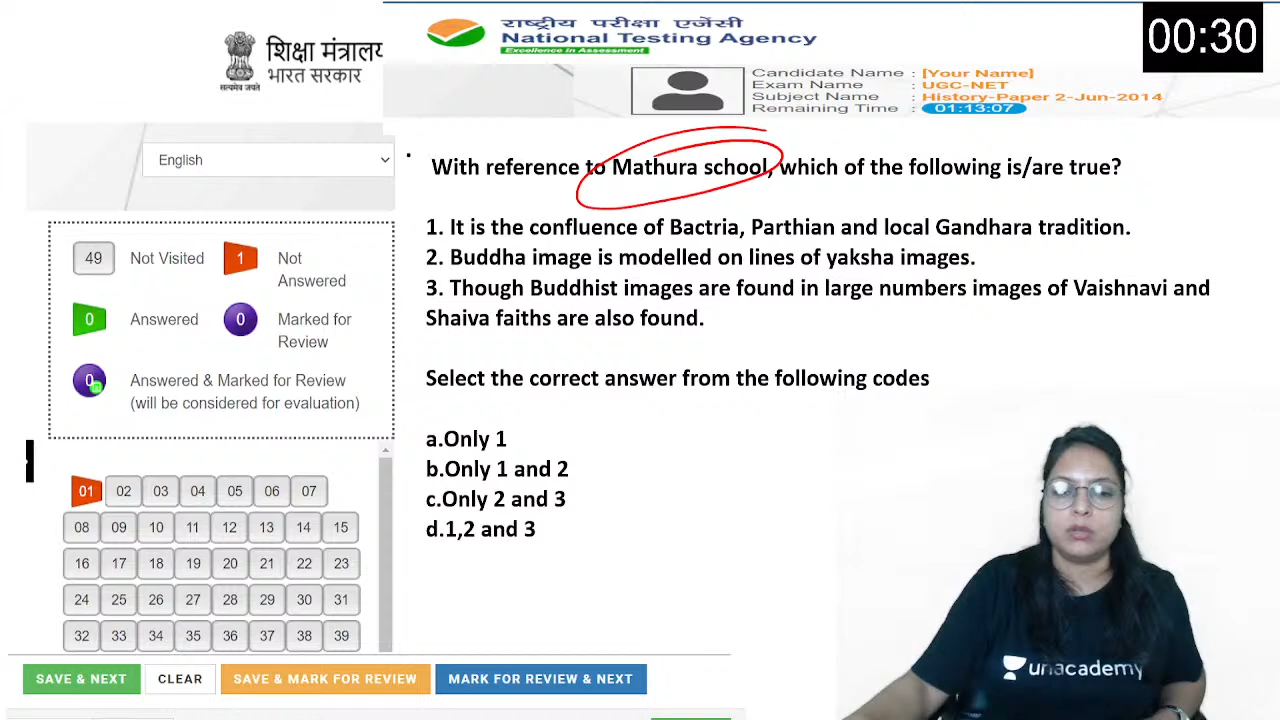 शिक्षा मंत्रालय
भारत सरकार
सत्यमेव जयते
राष्ट्रीय परीक्षा एजेंसी
National Testing Agency
Excellence in Assessment
00:30
Candidate Name : [Your Name]
Exam Name : UGC-NET
Subject Name : History-Paper 2-Jun-2014
Remaining Time : 01:13:07
English
With reference to Mathura school, which of the following is/are true?
1. It is the confluence of Bactria, Parthian and local Gandhara tradition.
2. Buddha image is modelled on lines of yaksha images.
3. Though Buddhist images are found in large numbers images of Vaishnavi and
Shaiva faiths are also found.
Select the correct answer from the following codes
a.Only 1
b.Only 1 and 2
c.Only 2 and 3
d.1,2 and 3
49 Not Visited 1 Not
Answered
0 Answered 0 Marked for
Review
0 Answered & Marked for Review
(will be considered for evaluation)
01 02 03 04 05 06 07
08 09 10 11 12 13 14 15
16 17 18 19 20 21 22 23
24 25 26 27 28 29 30 31
32 33 34 35 36 37 38 39
SAVE & NEXT CLEAR SAVE & MARK FOR REVIEW MARK FOR REVIEW & NEXT
unacademy